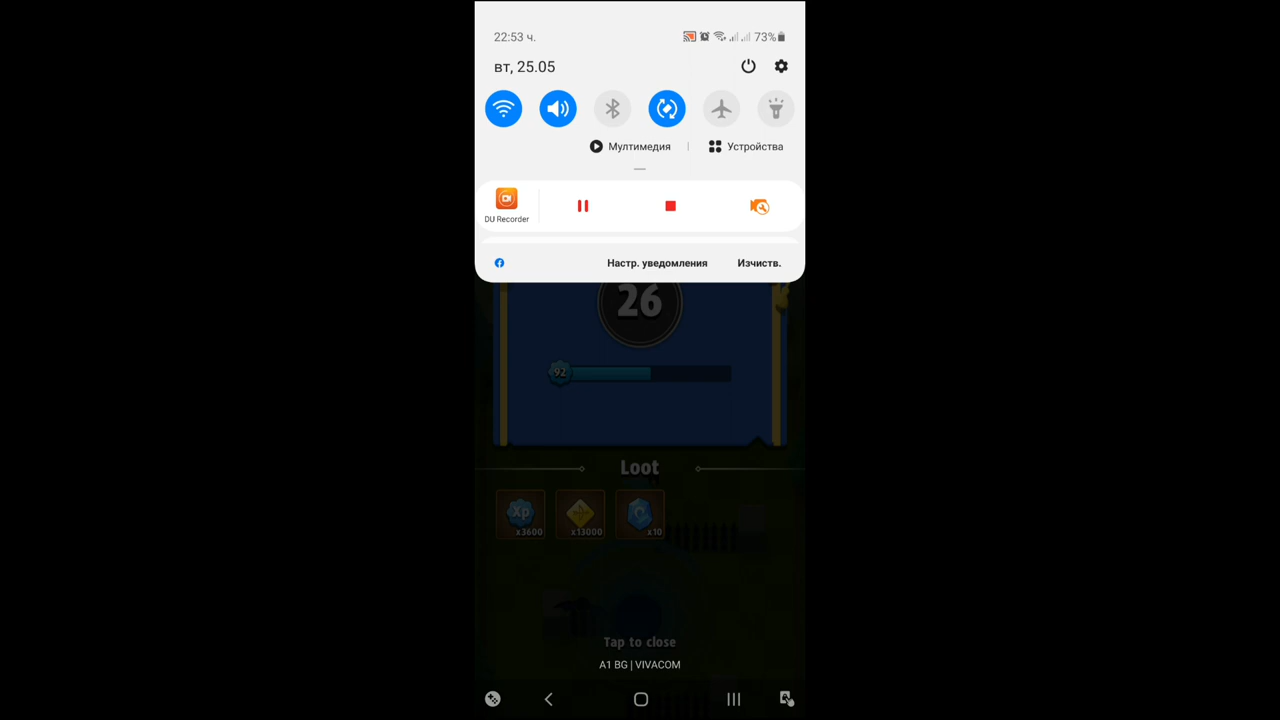 22:53 ч.
73%
вт, 25.05
Мултимедия | Устройства
DU Recorder
Настр. уведомления
Изчиств.
26
92
Loot
Xp
x3600
x13000
x10
Tap to close
A1 BG | VIVACOM